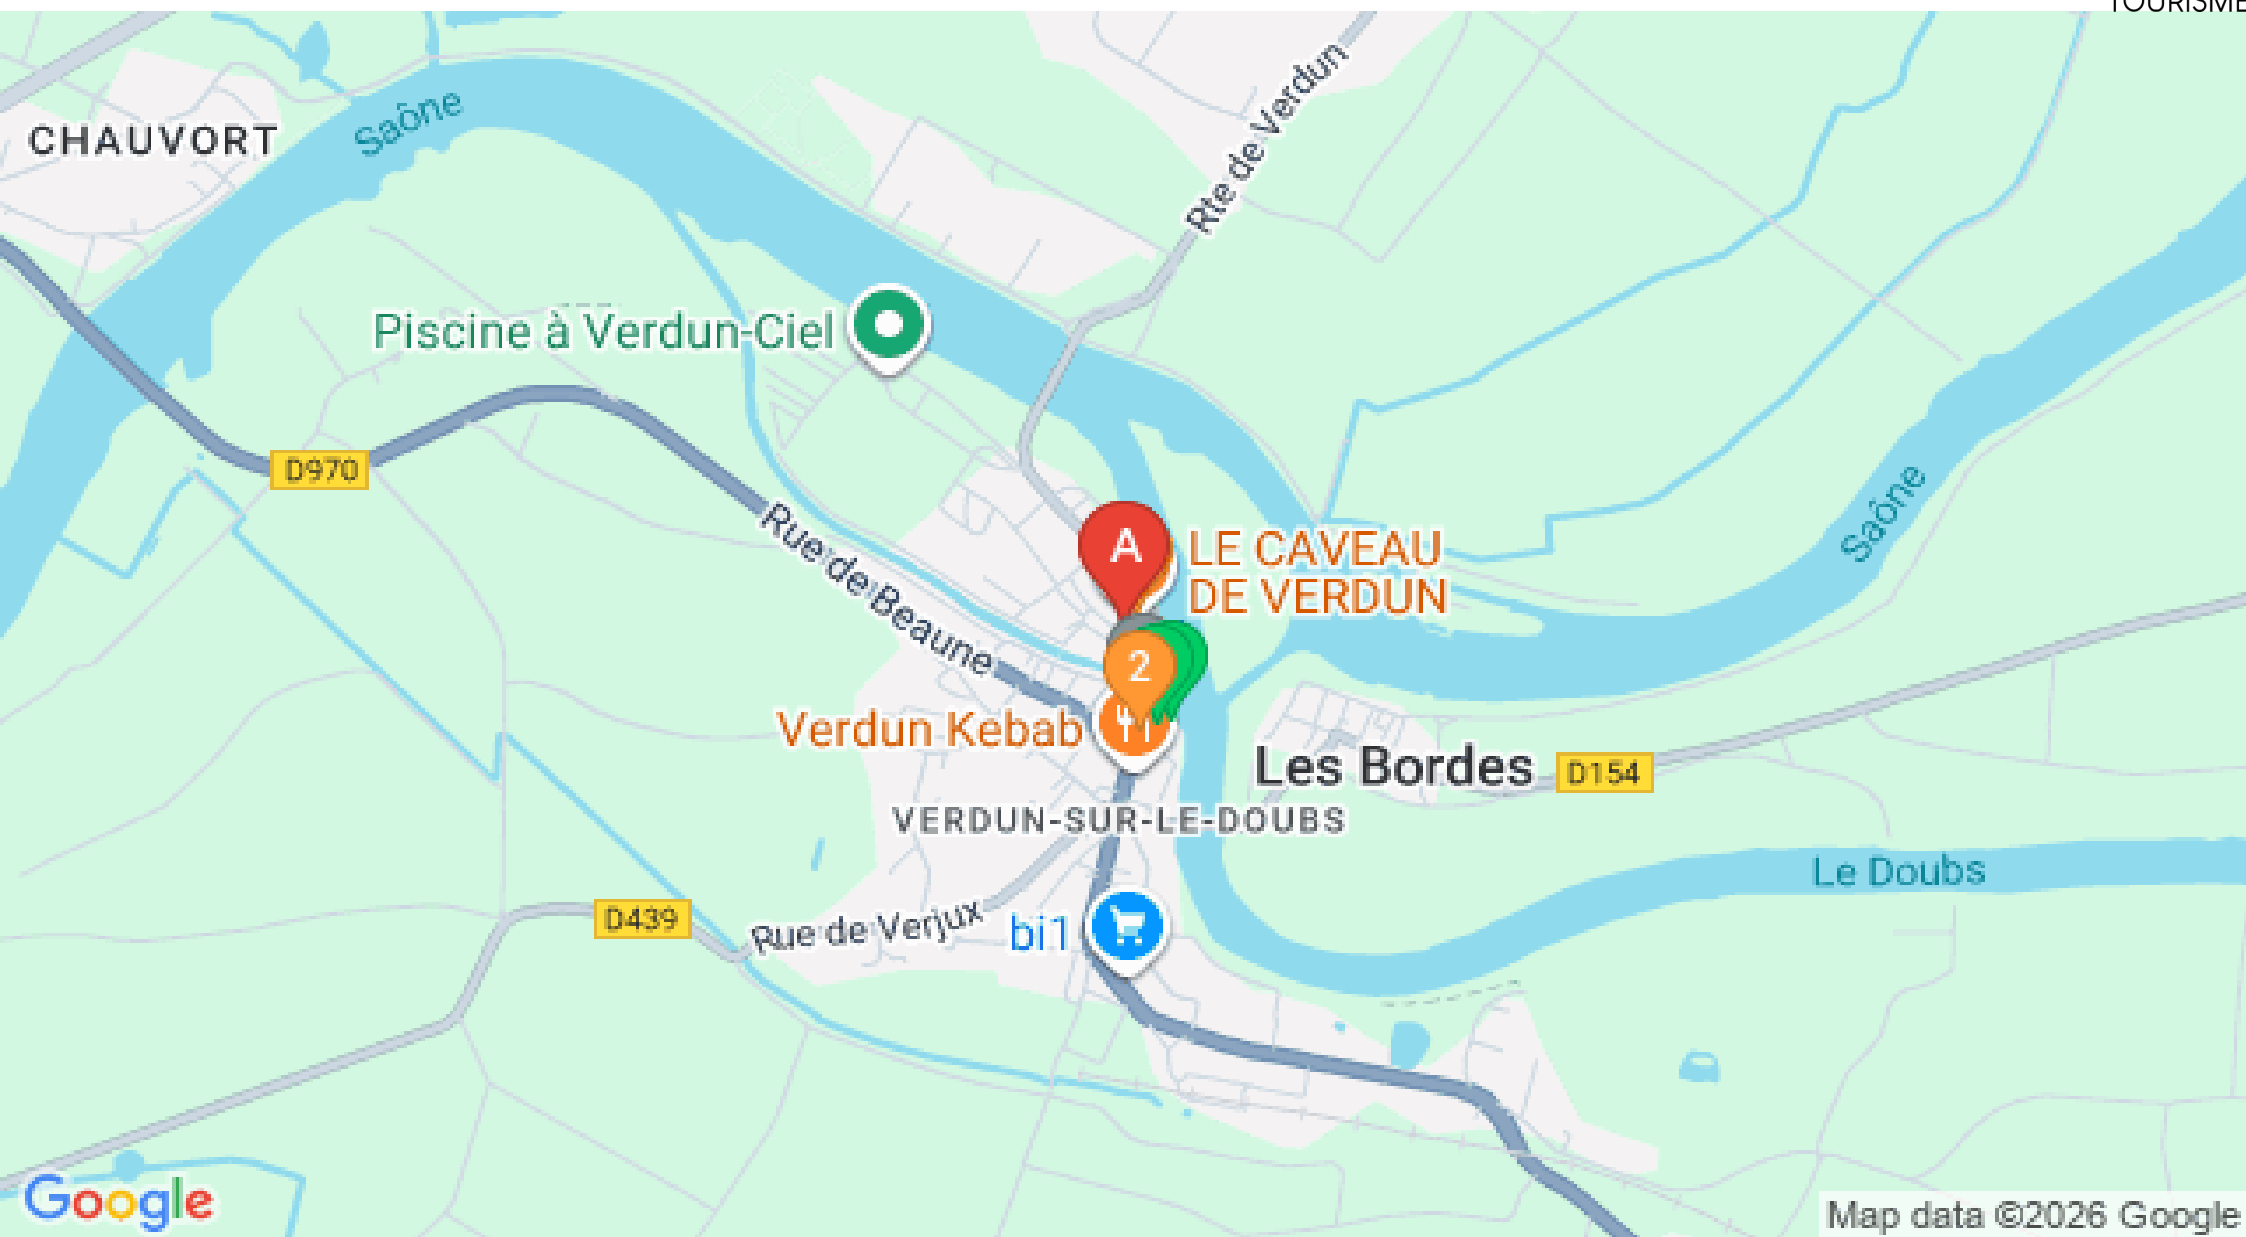 TOURISME
Saône
CHAUVORT
Rte de Verdun
Piscine à Verdun-Ciel
D970
Rue de Beaune
A
LE CAVEAU
DE VERDUN
Saône
2
Verdun Kebab
Les Bordes
D154
VERDUN-SUR-LE-DOUBS
Le Doubs
D439
Rue de Verjux
bi1
Google
Map data ©2026 Google